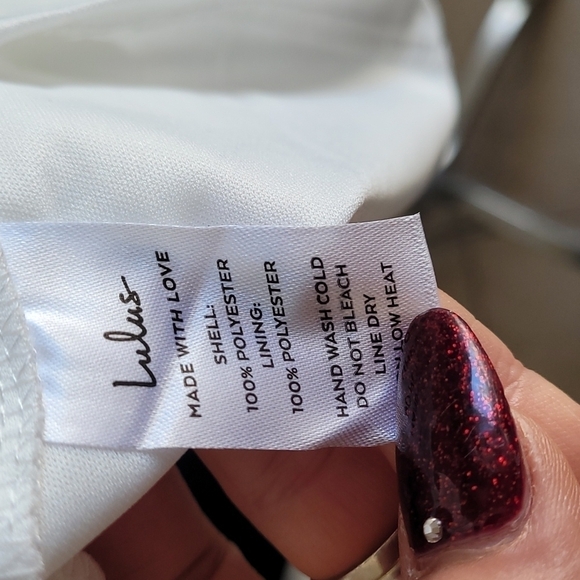 Lulus
MADE WITH LOVE
SHELL:
100% POLYESTER
LINING:
100% POLYESTER
HAND WASH COLD
DO NOT BLEACH
LINE DRY
LOW HEAT